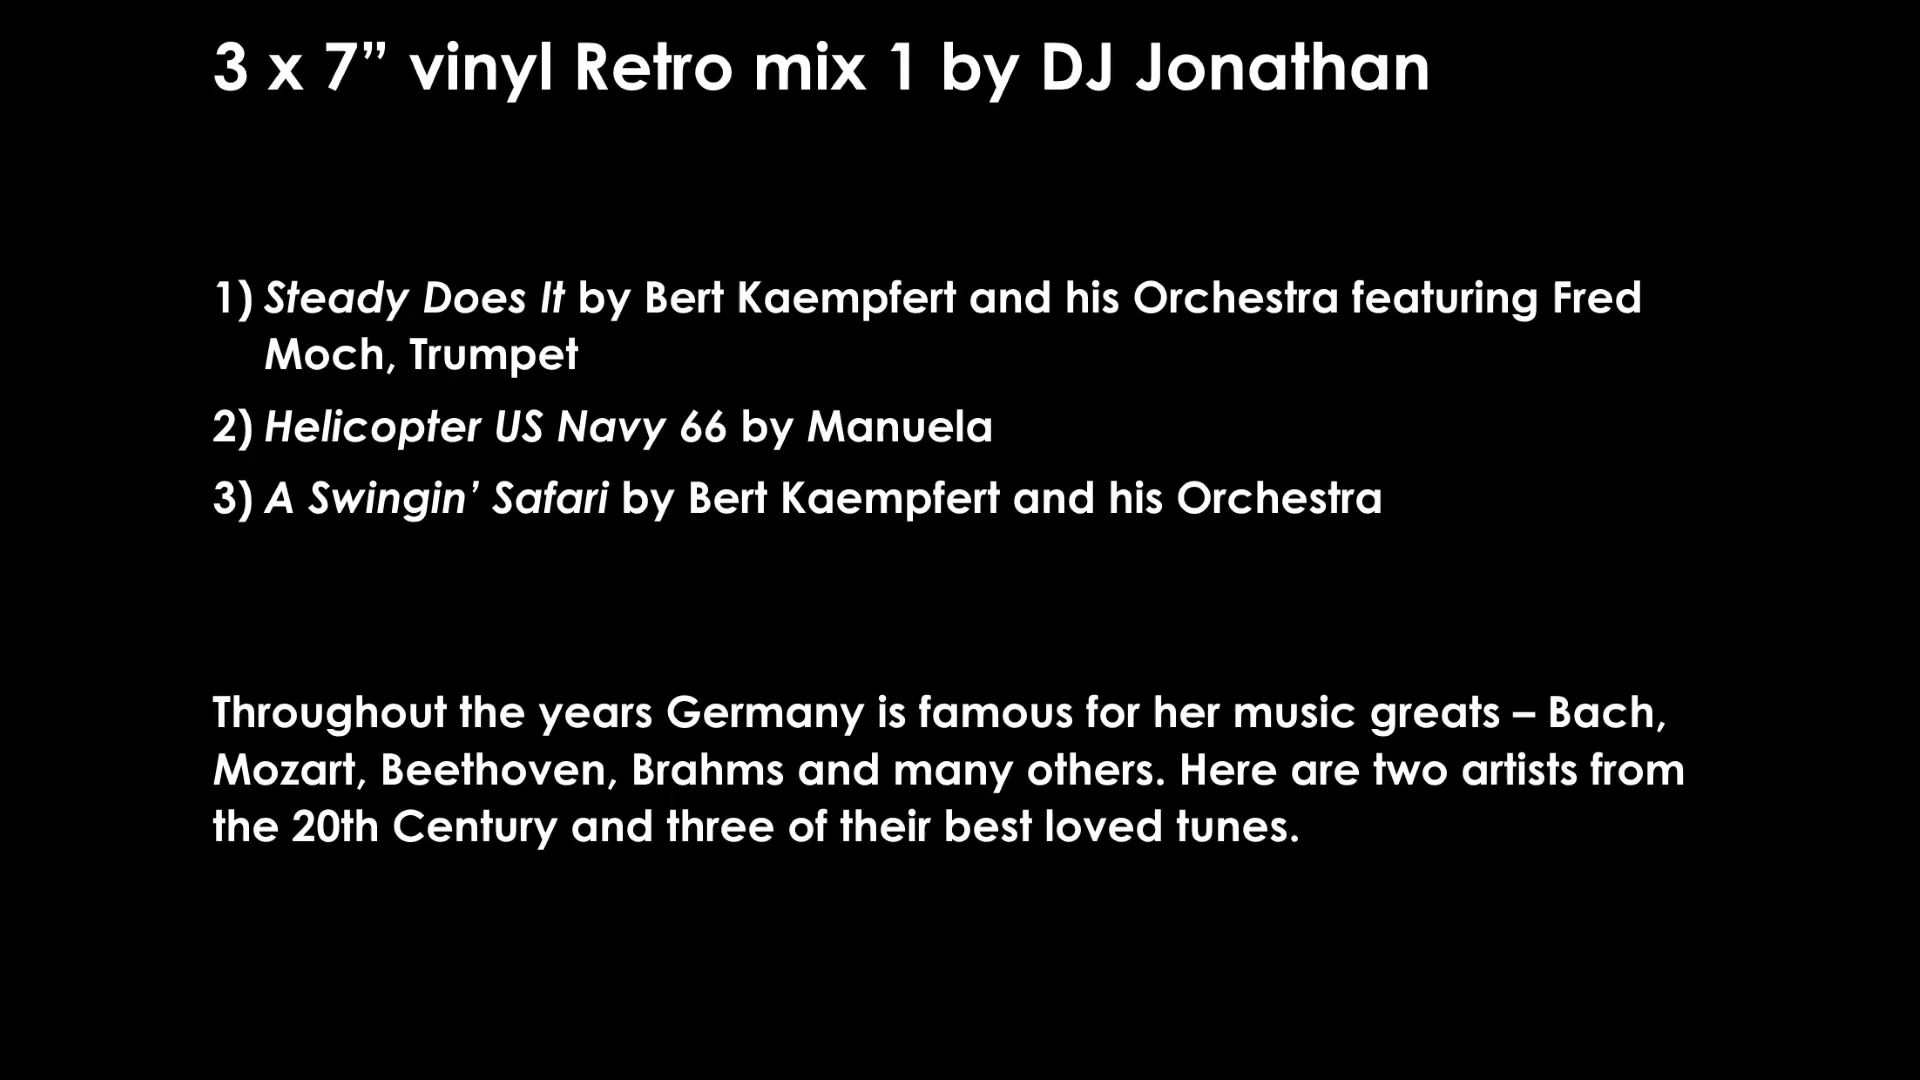 3 x 7” vinyl Retro mix 1 by DJ Jonathan
1) Steady Does It by Bert Kaempfert and his Orchestra featuring Fred
Moch, Trumpet
2) Helicopter US Navy 66 by Manuela
3) A Swingin’ Safari by Bert Kaempfert and his Orchestra
Throughout the years Germany is famous for her music greats – Bach,
Mozart, Beethoven, Brahms and many others. Here are two artists from
the 20th Century and three of their best loved tunes.